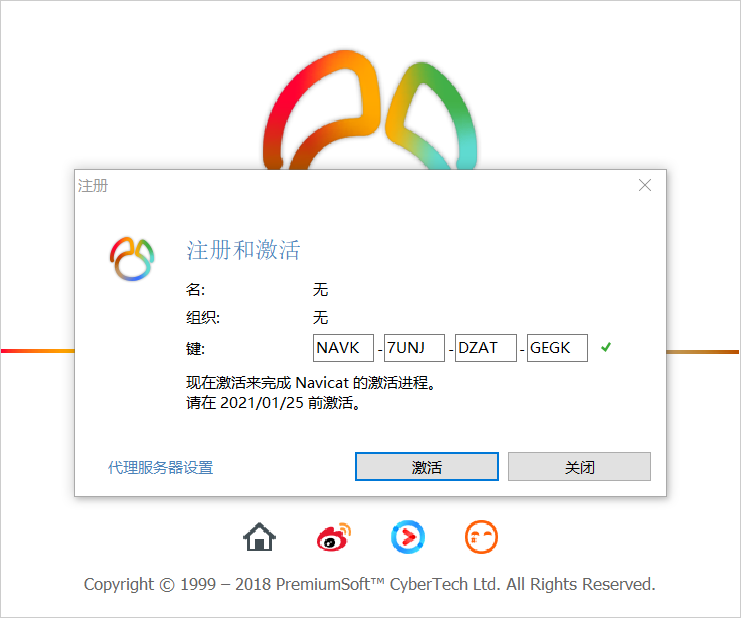 注册
注册和激活
名: 无
组织: 无
键: NAVK - 7UNJ - DZAT - GEGK
现在激活来完成 Navicat 的激活进程。
请在 2021/01/25 前激活。
代理服务器设置 激活 关闭
Copyright © 1999 – 2018 PremiumSoft™ CyberTech Ltd. All Rights Reserved.